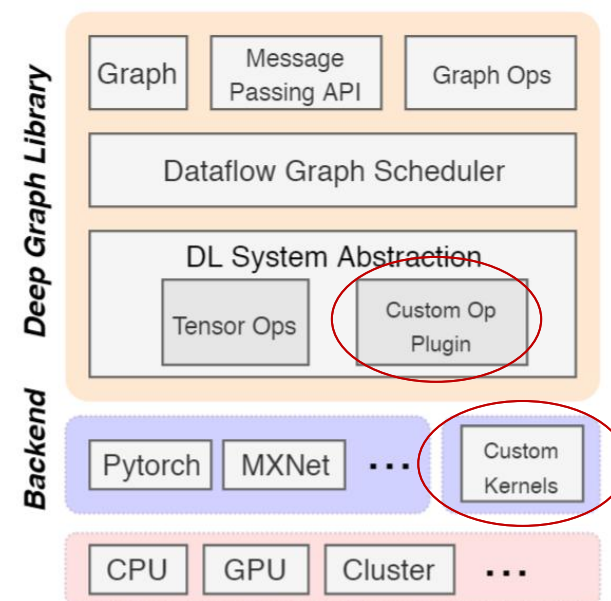 Deep Graph Library
Graph
Message
Passing API
Graph Ops
Dataflow Graph Scheduler
DL System Abstraction
Tensor Ops
Custom Op
Plugin
Backend
Pytorch
MXNet
...
Custom
Kernels
CPU
GPU
Cluster
...